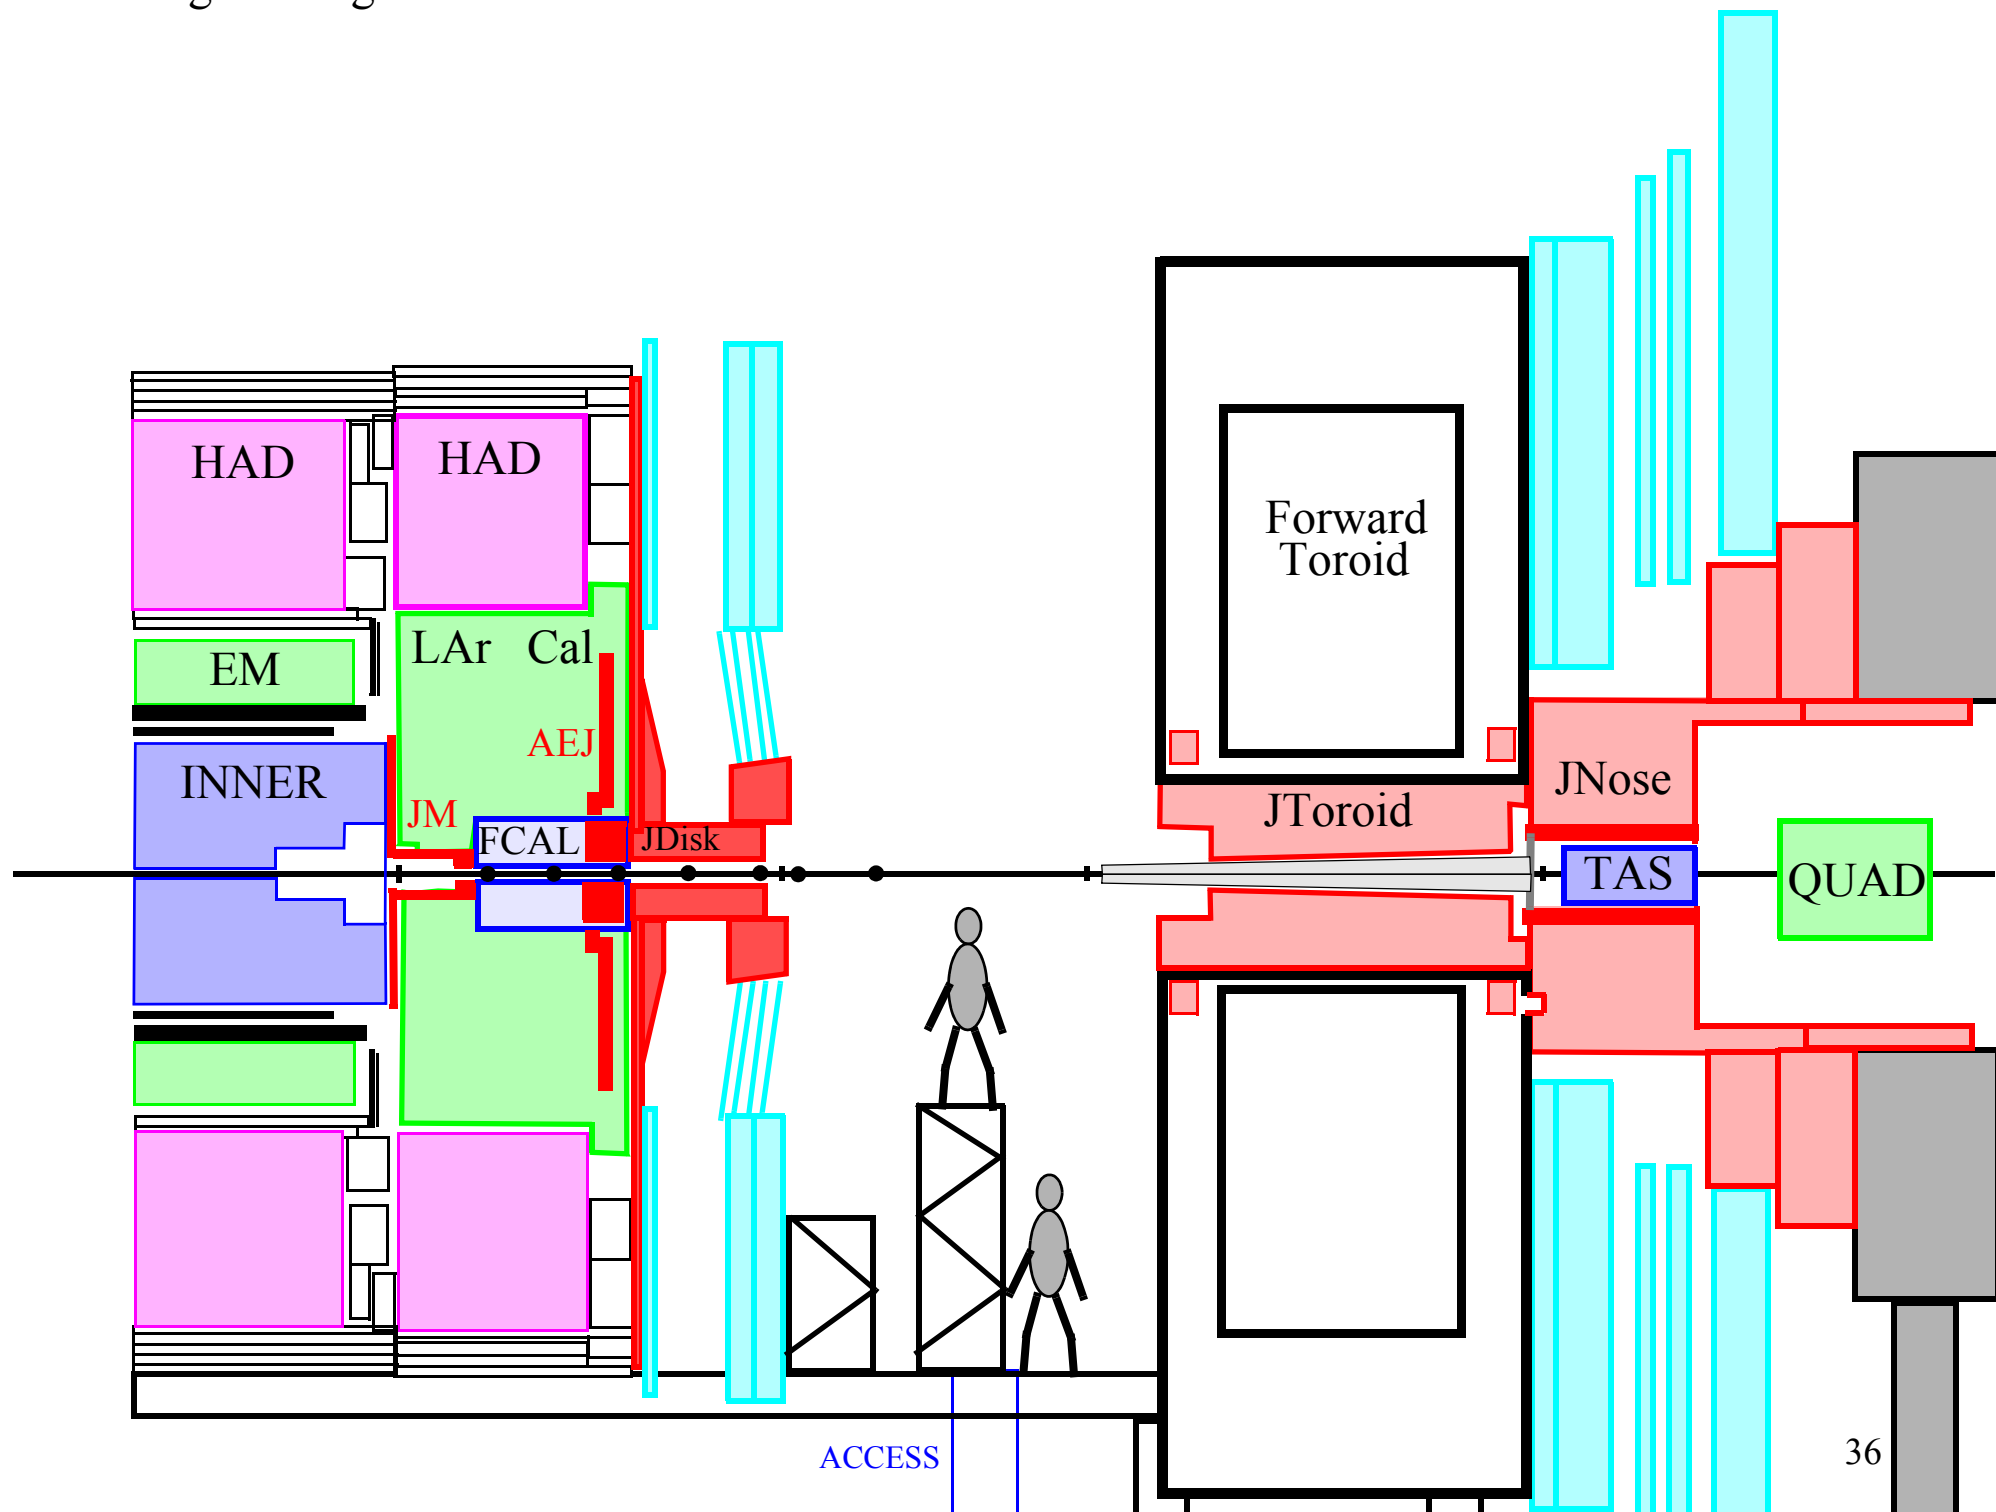 HAD
HAD
Forward
Toroid
LAr Cal
EM
AEJ
INNER
JM
FCAL
JDisk
JToroid
JNose
TAS
QUAD
ACCESS
36